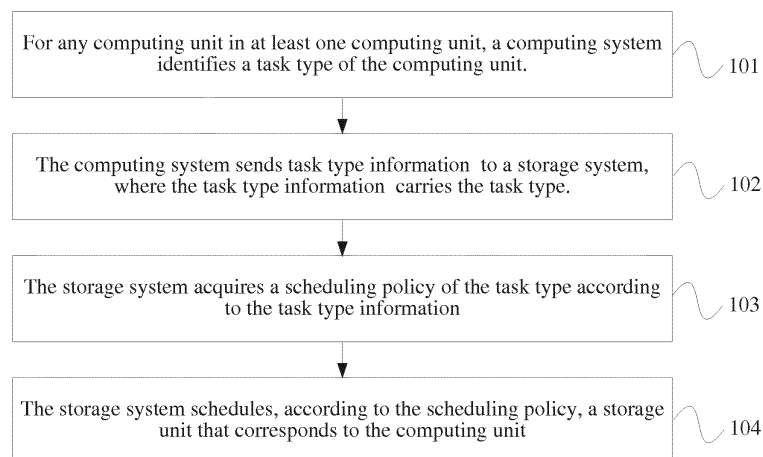 For any computing unit in at least one computing unit, a computing system
identifies a task type of the computing unit.
101
The computing system sends task type information to a storage system,
where the task type information carries the task type.
102
The storage system acquires a scheduling policy of the task type according
to the task type information
103
The storage system schedules, according to the scheduling policy, a storage
unit that corresponds to the computing unit
104